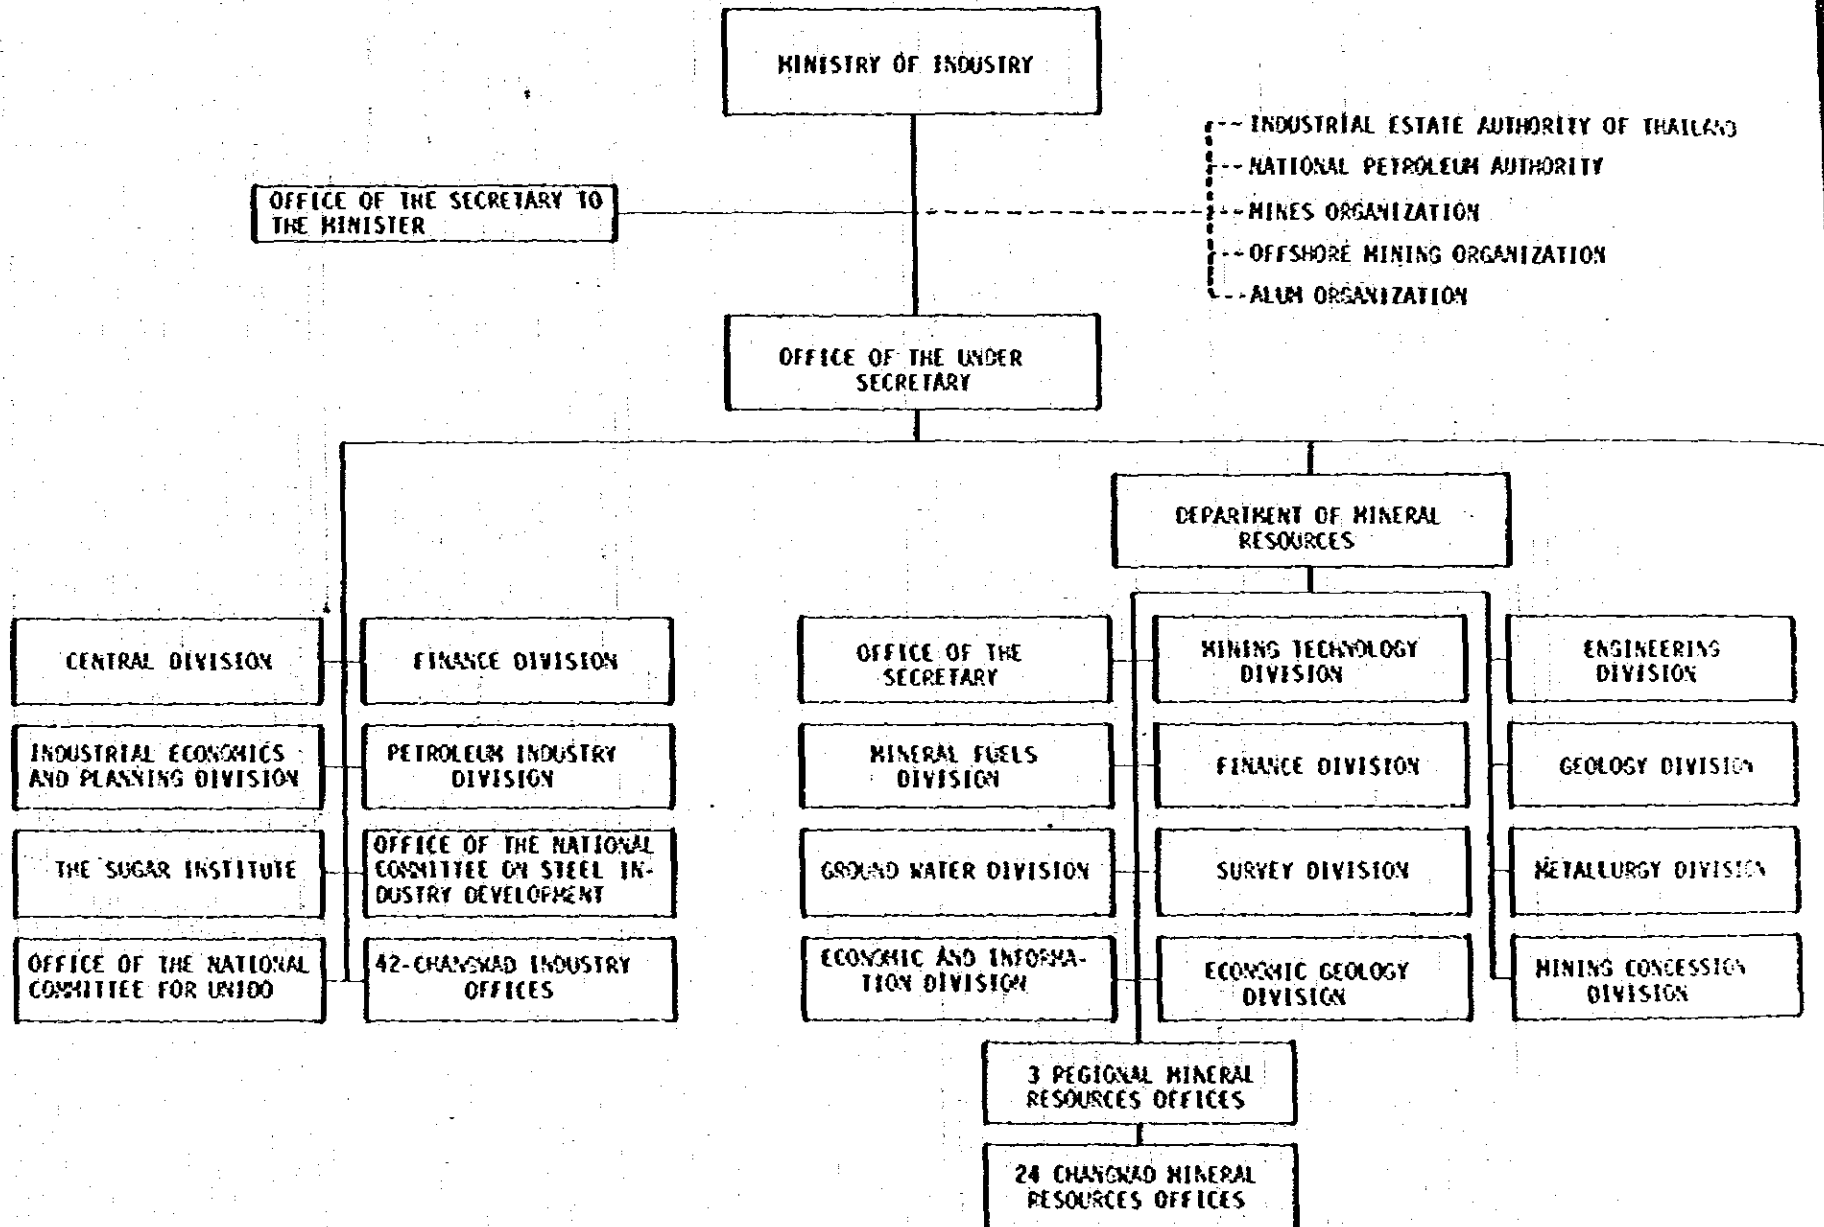 MINISTRY OF INDUSTRY
INDUSTRIAL ESTATE AUTHORITY OF THAILAND
NATIONAL PETROLEUM AUTHORITY
OFFICE OF THE SECRETARY TO
THE MINISTER
MINES ORGANIZATION
OFFSHORE MINING ORGANIZATION
ALUM ORGANIZATION
OFFICE OF THE UNDER
SECRETARY
DEPARTMENT OF MINERAL
RESOURCES
CENTRAL DIVISION
FINANCE DIVISION
INDUSTRIAL ECONOMICS
AND PLANNING DIVISION
PETROLEUM INDUSTRY
DIVISION
THE SUGAR INSTITUTE
OFFICE OF THE NATIONAL
COMMITTEE ON STEEL IN-
DUSTRY DEVELOPMENT
OFFICE OF THE NATIONAL
COMMITTEE FOR UNIDO
42-CHANGWAD INDUSTRY
OFFICES
OFFICE OF THE
SECRETARY
MINING TECHNOLOGY
DIVISION
ENGINEERING
DIVISION
MINERAL FUELS
DIVISION
FINANCE DIVISION
GEOLOGY DIVISION
GROUND WATER DIVISION
SURVEY DIVISION
METALLURGY DIVISION
ECONOMIC AND INFORMA-
TION DIVISION
ECONOMIC GEOLOGY
DIVISION
MINING CONCESSION
DIVISION
3 REGIONAL MINERAL
RESOURCES OFFICES
24 CHANGWAD MINERAL
RESOURCES OFFICES